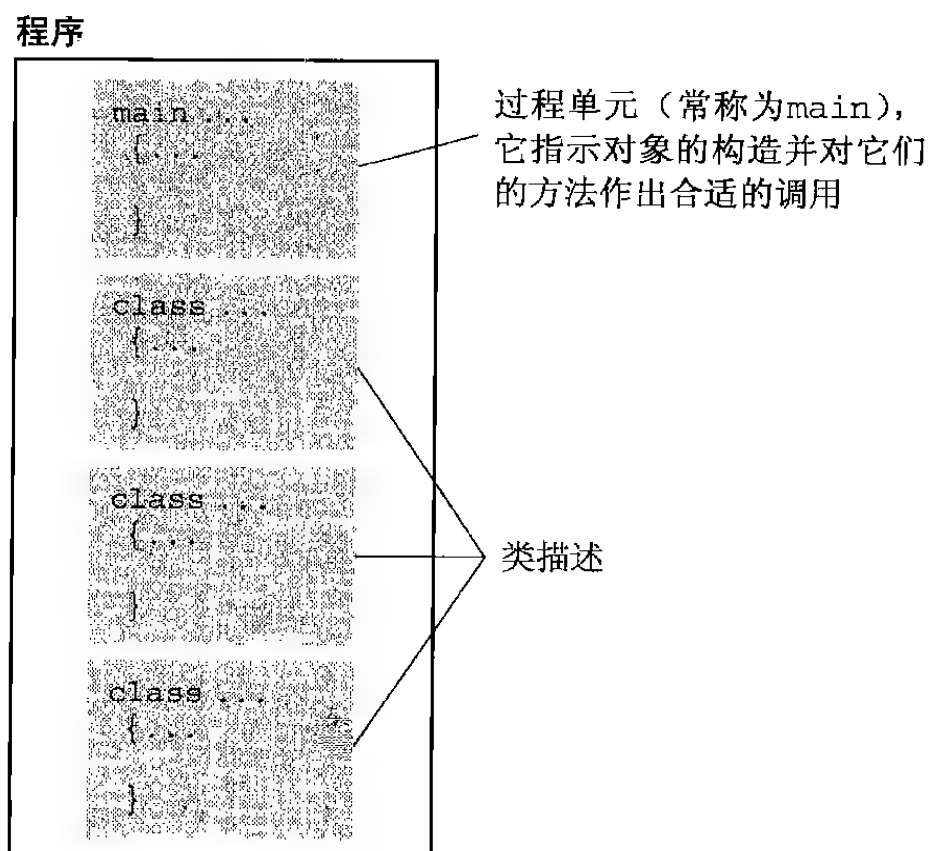 程序
main ...
{...
}
过程单元（常称为main），
它指示对象的构造并对它们
的方法作出合适的调用
class ...
{...
}
class ...
{...
}
类描述
class ...
{...
}